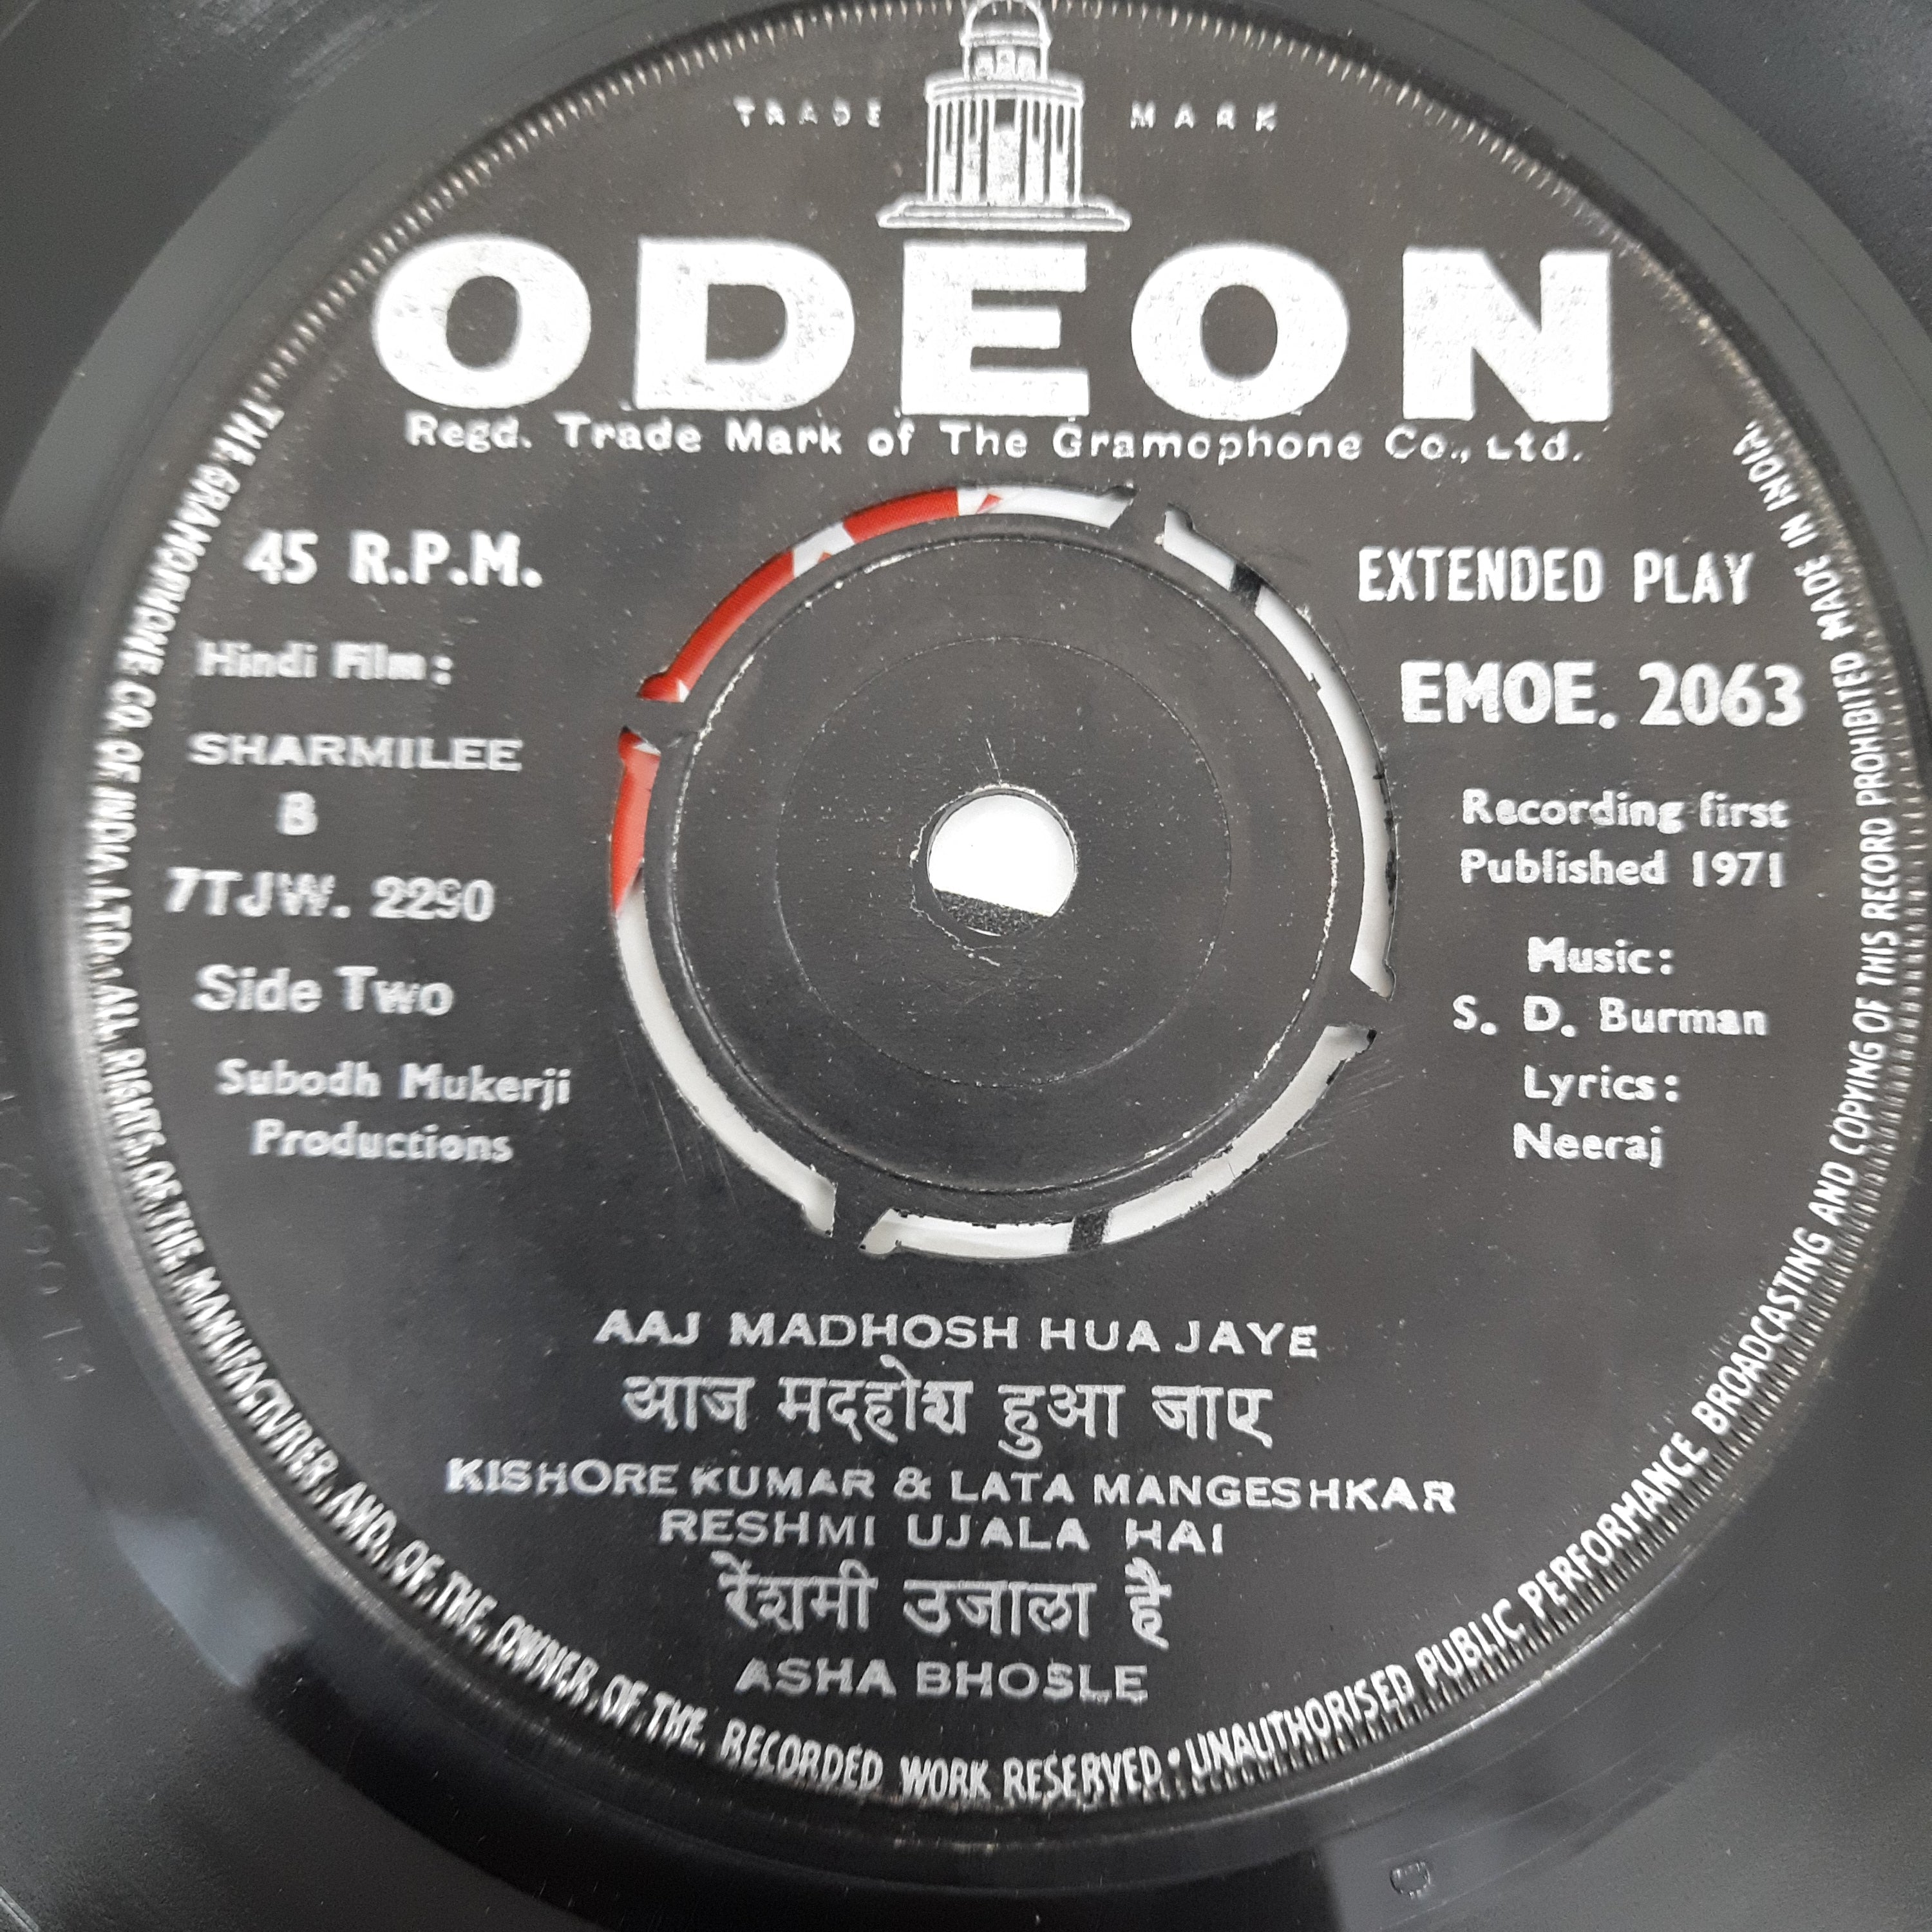 TRADE MARK
ODEON
Regd. Trade Mark of The Gramophone Co., Ltd.
45 R.P.M.
Hindi Film:
SHARMILEE
B
7TJW. 2290
Side Two
Subodh Mukerji
Productions
EXTENDED PLAY
EMOE. 2063
Recording first
Published 1971
Music:
S. D. Burman
Lyrics:
Neeraj
AAJ MADHOSH HUA JAYE
आज मदहोश हुआ जाए
KISHORE KUMAR & LATA MANGESHKAR
RESHMI UJALA HAI
रेशमी उजाला है
ASHA BHOSLE
THE GRAMOPHONE CO. OF INDIA LTD. ALL RIGHTS OF THE MANUFACTURER AND OF THE OWNER OF THE RECORDED WORK RESERVED • UNAUTHORISED PUBLIC PERFORMANCE BROADCASTING AND COPYING OF THIS RECORD PROHIBITED MADE IN INDIA